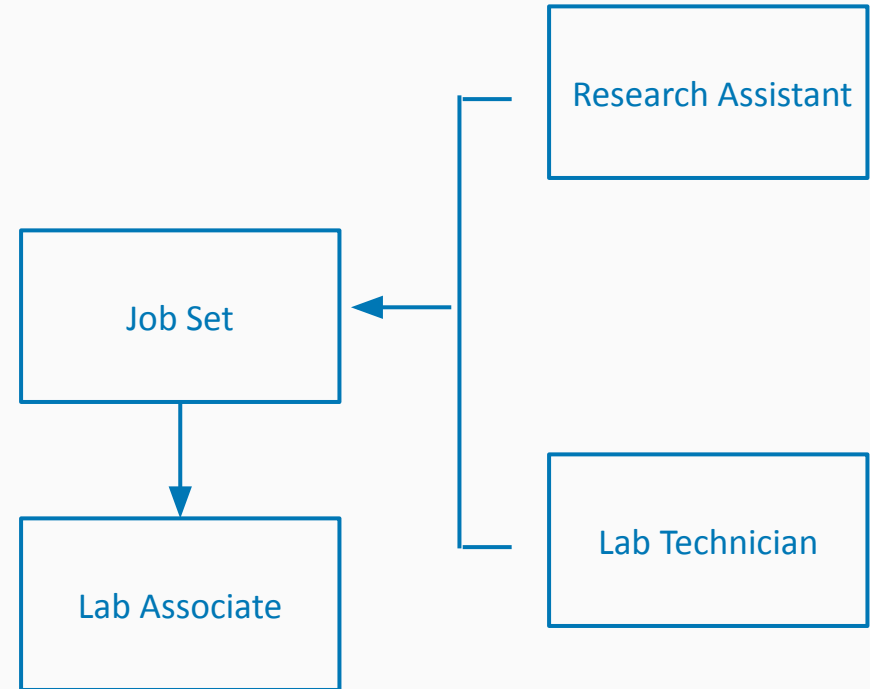 Research Assistant
Job Set
Lab Technician
Lab Associate